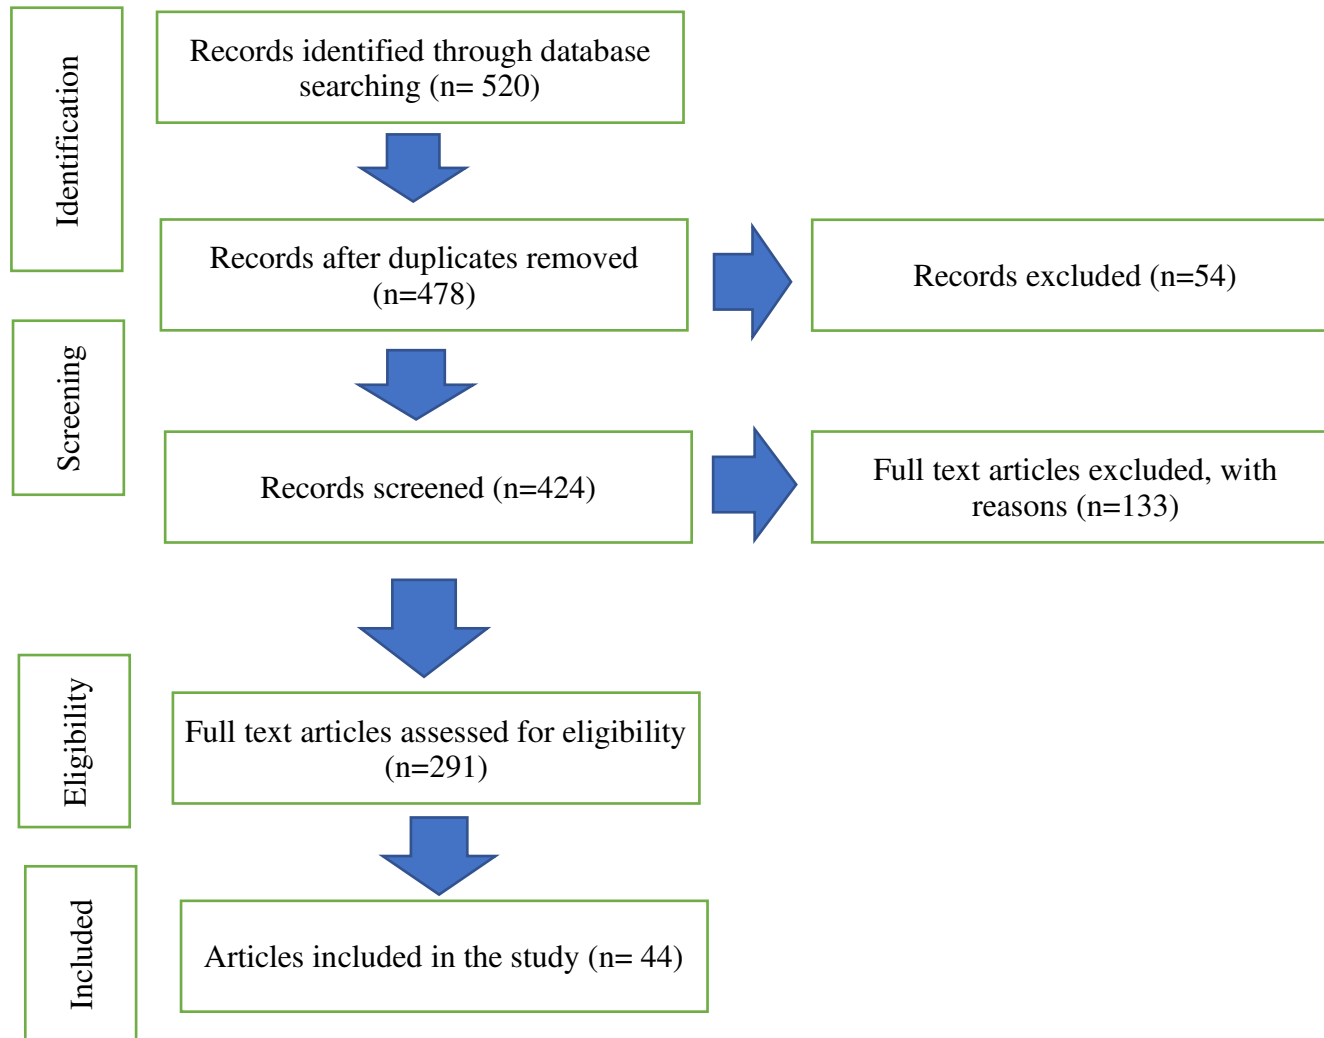 Identification
Records identified through database
searching (n= 520)
Records after duplicates removed
(n=478)
Records excluded (n=54)
Screening
Records screened (n=424)
Full text articles excluded, with
reasons (n=133)
Eligibility
Full text articles assessed for eligibility
(n=291)
Included
Articles included in the study (n= 44)